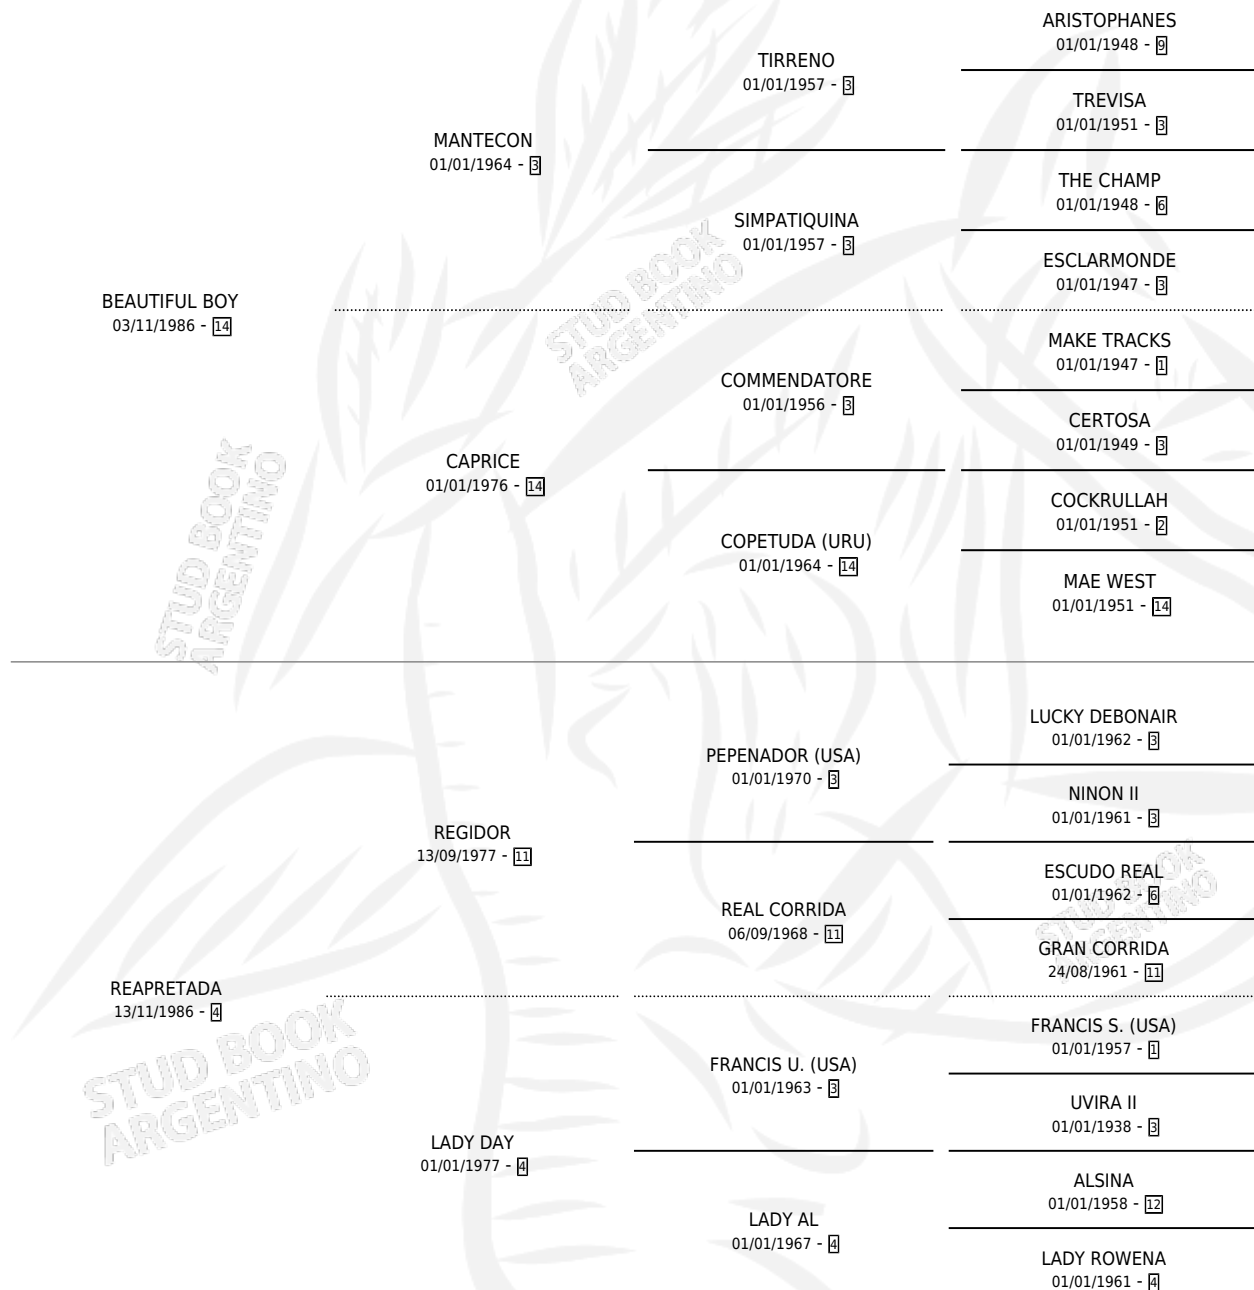 ARISTOPHANES
01/01/1948 - 9
TIRRENO
01/01/1957 - 3
TREVISA
01/01/1951 - 3
MANTECON
01/01/1964 - 3
THE CHAMP
01/01/1948 - 6
SIMPATIQUINA
01/01/1957 - 3
ESCLARMONDE
01/01/1947 - 3
BEAUTIFUL BOY
03/11/1986 - 14
MAKE TRACKS
01/01/1947 - 1
COMMENDATORE
01/01/1956 - 3
CERTOSA
01/01/1949 - 3
CAPRICE
01/01/1976 - 14
COCKRULLAH
01/01/1951 - 2
COPETUDA (URU)
01/01/1964 - 14
MAE WEST
01/01/1951 - 14
LUCKY DEBONAIR
01/01/1962 - 3
PEPENADOR (USA)
01/01/1970 - 3
NINON II
01/01/1961 - 3
REGIDOR
13/09/1977 - 11
ESCUDO REAL
01/01/1962 - 6
REAL CORRIDA
06/09/1968 - 11
GRAN CORRIDA
24/08/1961 - 11
REAPRETADA
13/11/1986 - 4
FRANCIS S. (USA)
01/01/1957 - 1
FRANCIS U. (USA)
01/01/1963 - 3
UVIRA II
01/01/1938 - 3
LADY DAY
01/01/1977 - 4
ALSINA
01/01/1958 - 12
LADY AL
01/01/1967 - 4
LADY ROWENA
01/01/1961 - 4
STUD BOOK
ARGENTINO
STUD BOOK
ARGENTINO
STUD BOOK
ARGENTINO
STUD BOOK
ARGENTINO